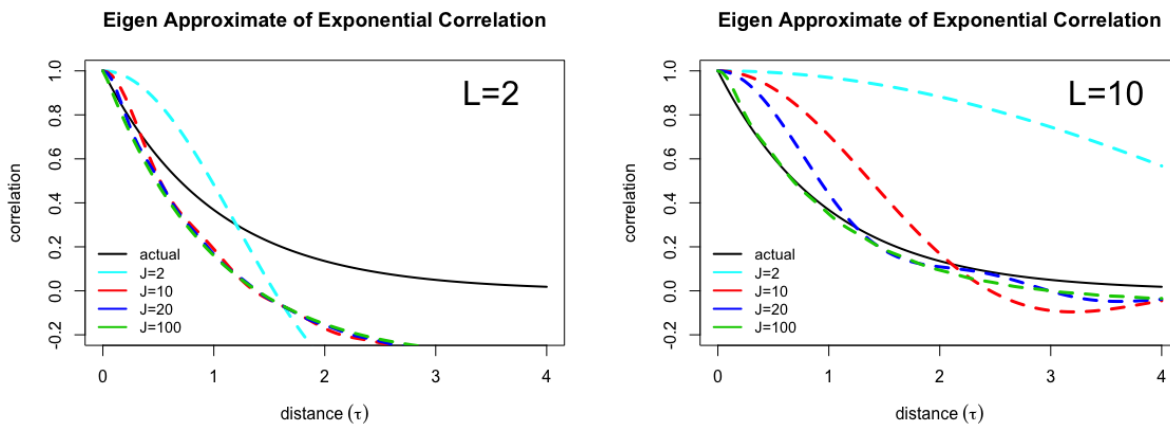 Eigen Approximate of Exponential Correlation
L=2
correlation
1.0
0.8
0.6
0.4
0.2
0.0
-0.2
actual
J=2
J=10
J=20
J=100
0 1 2 3 4
distance (τ)
Eigen Approximate of Exponential Correlation
L=10
correlation
1.0
0.8
0.6
0.4
0.2
0.0
-0.2
actual
J=2
J=10
J=20
J=100
0 1 2 3 4
distance (τ)